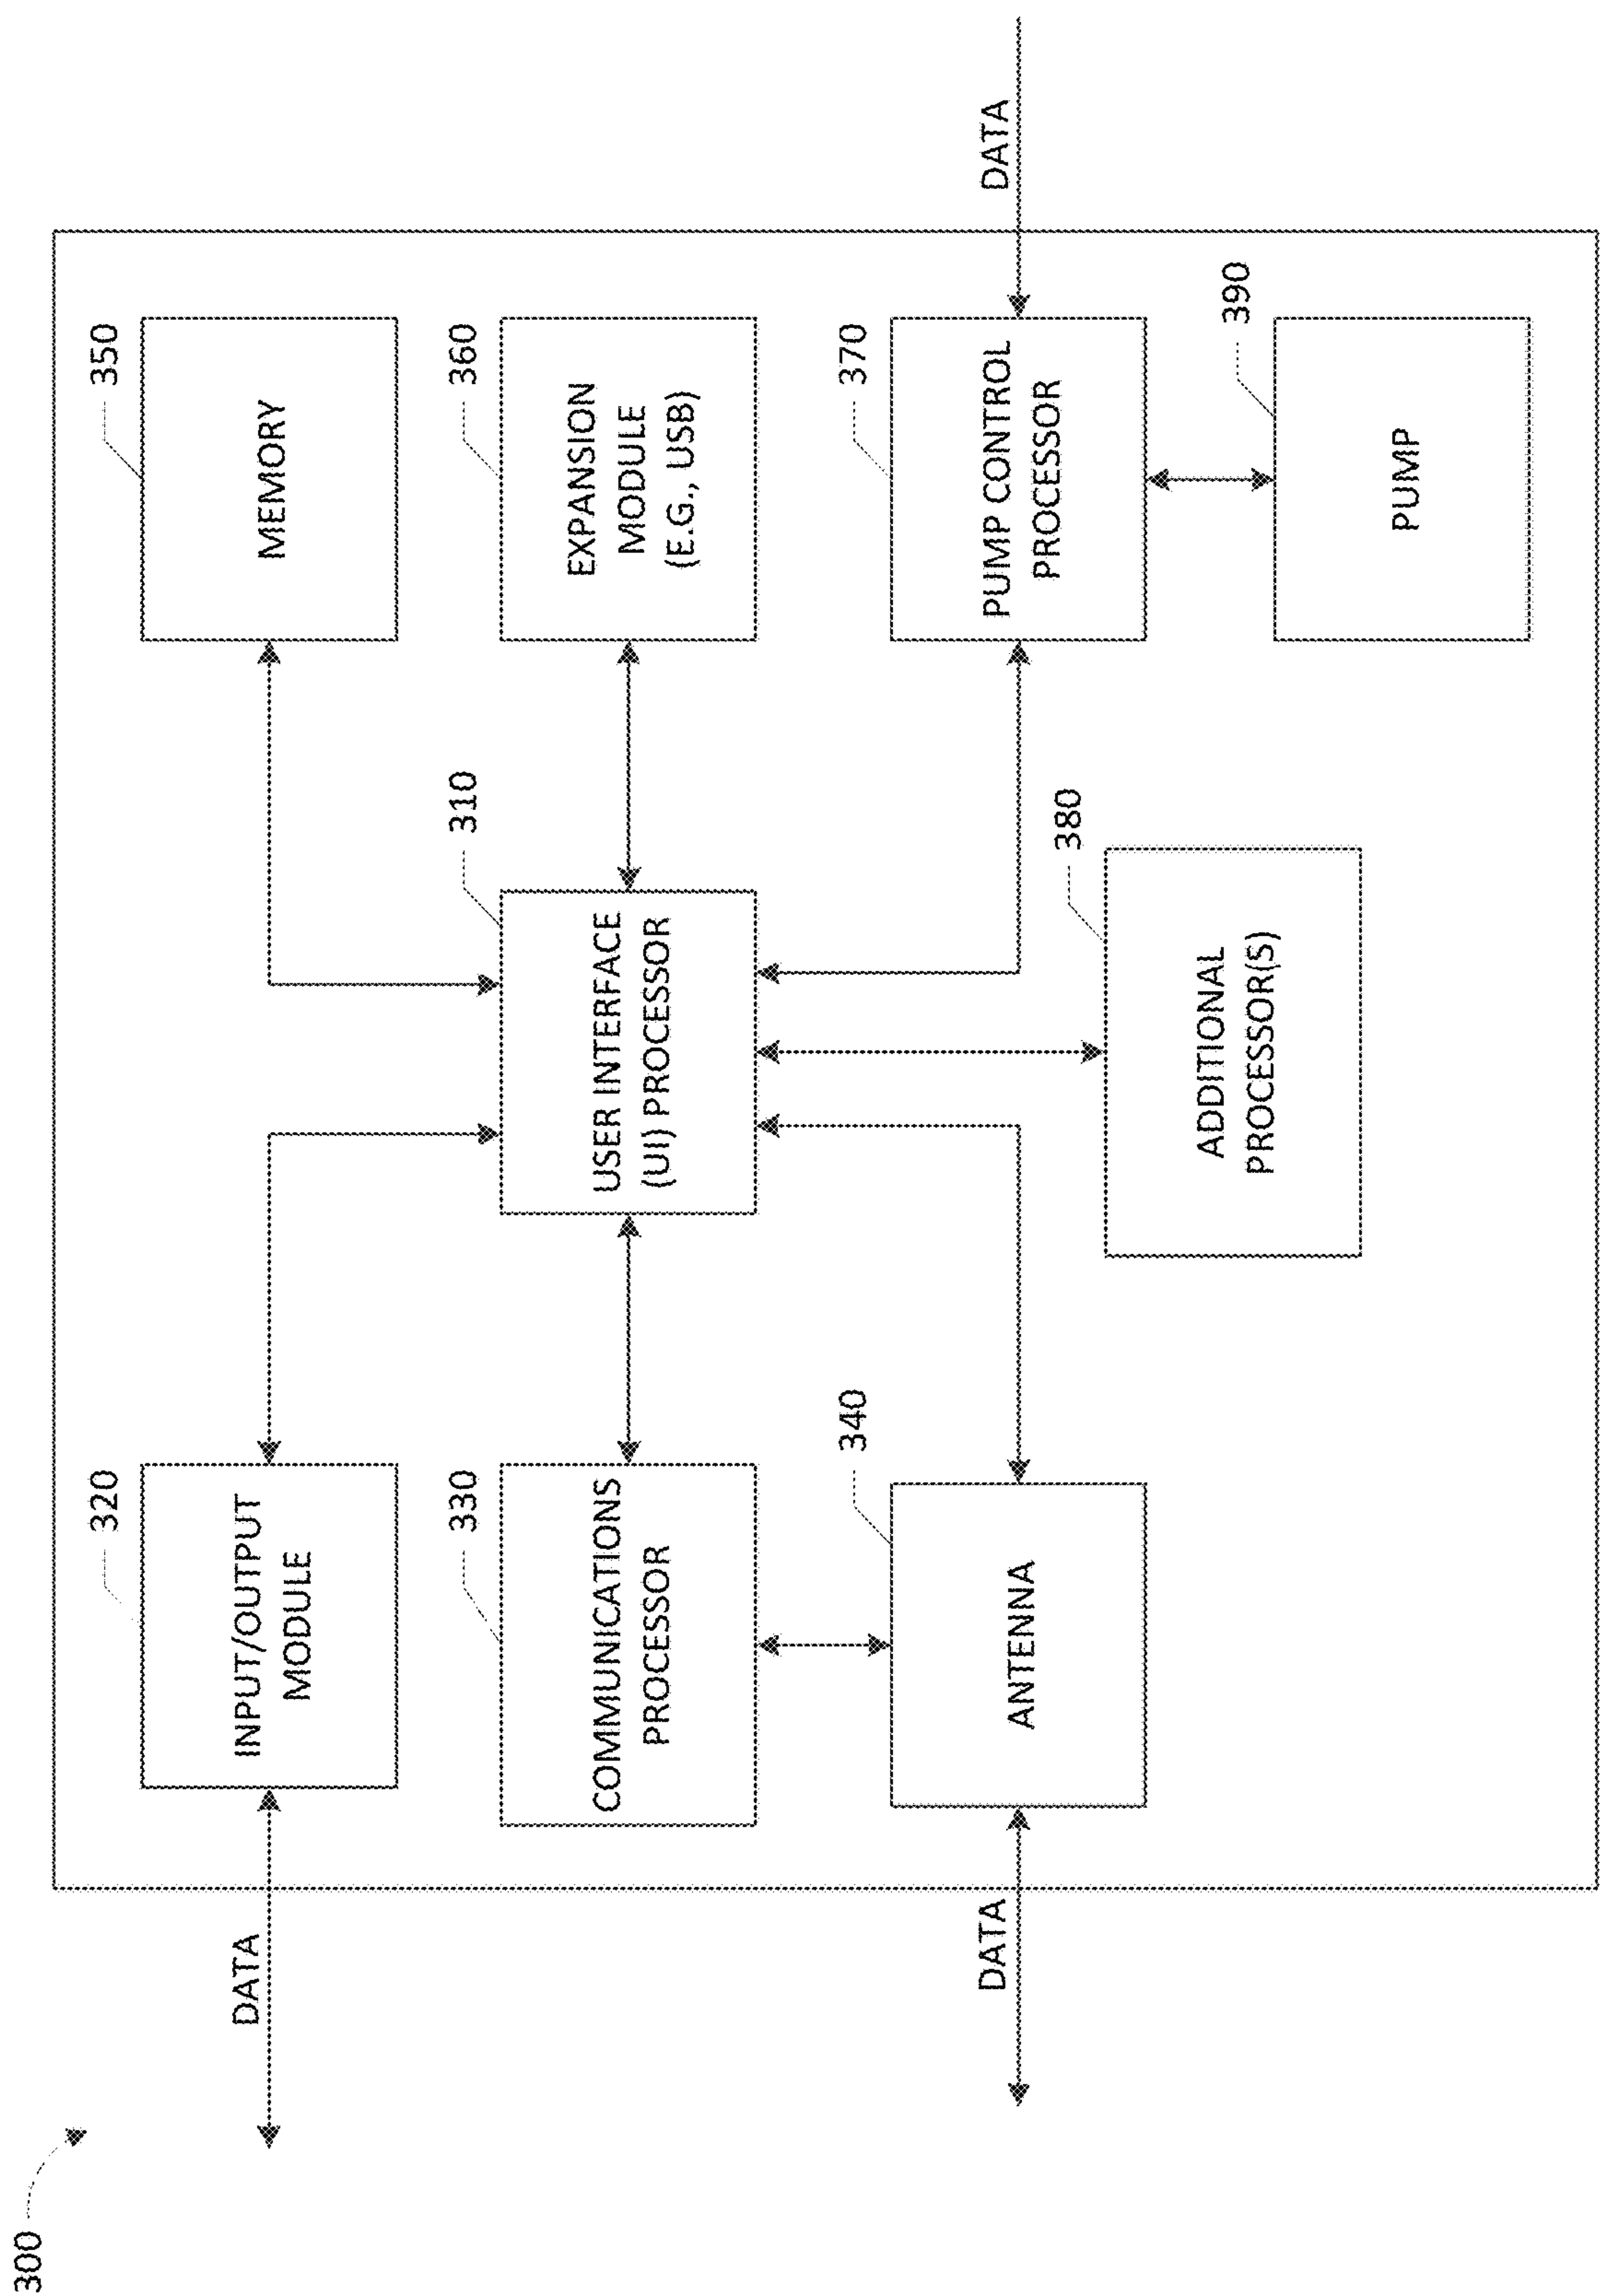 300
320
INPUT/OUTPUT
MODULE
DATA
350
MEMORY
310
USER INTERFACE
(UI) PROCESSOR
330
COMMUNICATIONS
PROCESSOR
360
EXPANSION
MODULE
(E.G., USB)
340
ANTENNA
DATA
370
PUMP CONTROL
PROCESSOR
DATA
380
ADDITIONAL
PROCESSOR(S)
390
PUMP